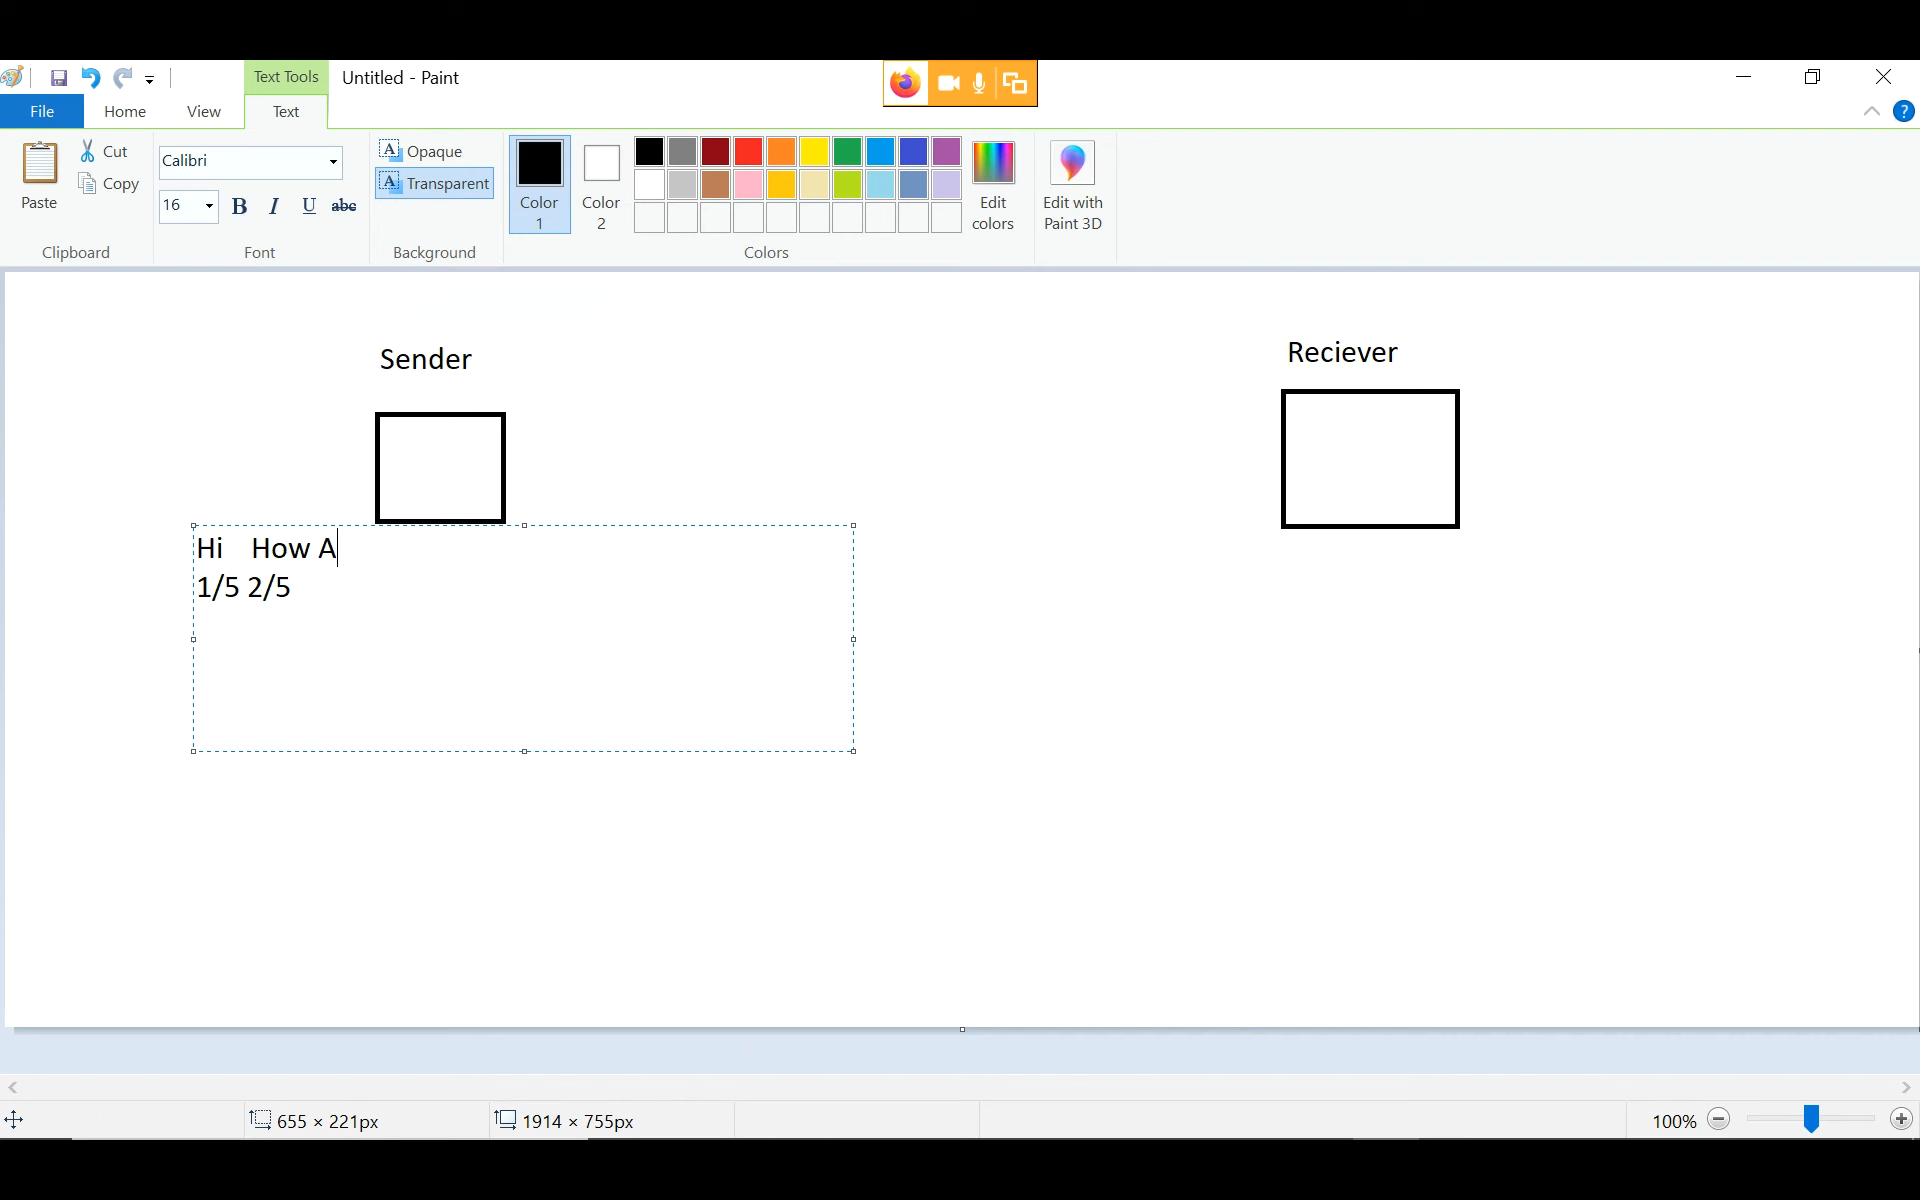 Text Tools Untitled - Paint
File Home View Text
Paste Cut Copy
Clipboard
Calibri
16 B I U abc
Font
Opaque
Transparent
Background
Color 1
Color 2
Colors
Edit colors
Edit with Paint 3D
Sender
Reciever
Hi How A
1/5 2/5
655 × 221px 1914 × 755px 100%